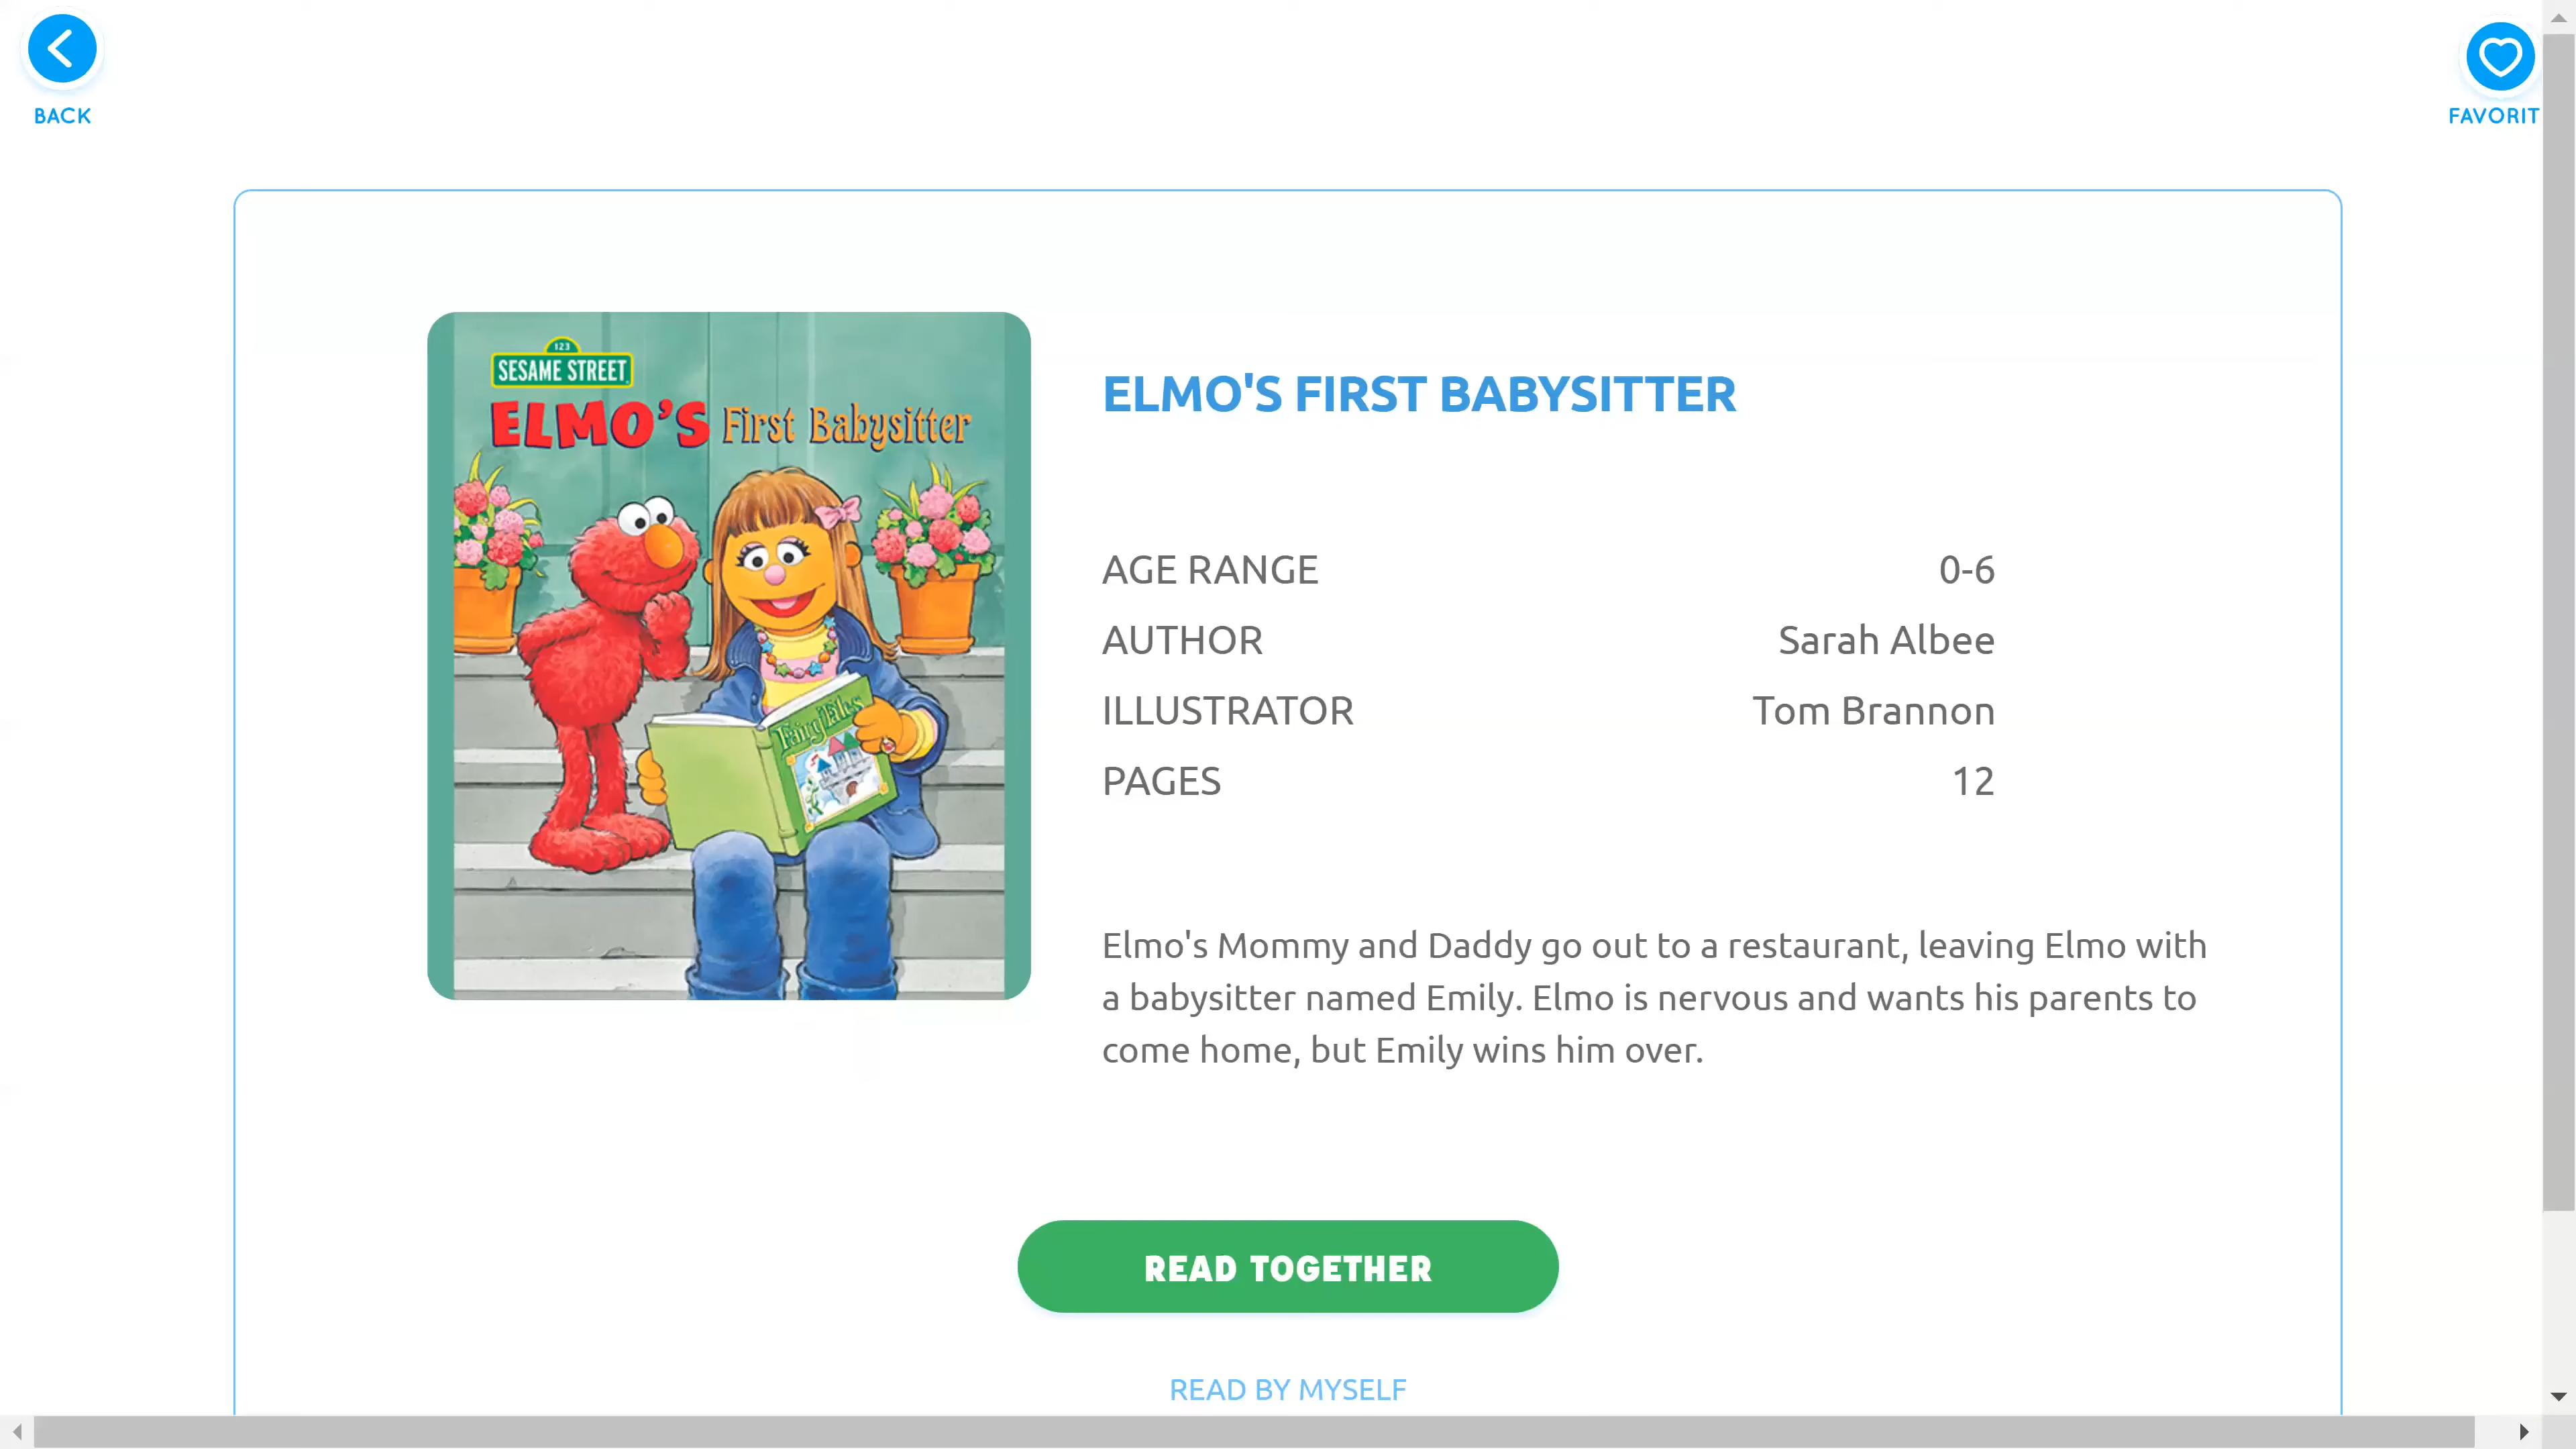 BACK
FAVORIT
123
SESAME STREET
ELMO'S First Babysitter
Fairy Tales
ELMO'S FIRST BABYSITTER
AGE RANGE 0-6
AUTHOR Sarah Albee
ILLUSTRATOR Tom Brannon
PAGES 12
Elmo's Mommy and Daddy go out to a restaurant, leaving Elmo with
a babysitter named Emily. Elmo is nervous and wants his parents to
come home, but Emily wins him over.
READ TOGETHER
READ BY MYSELF